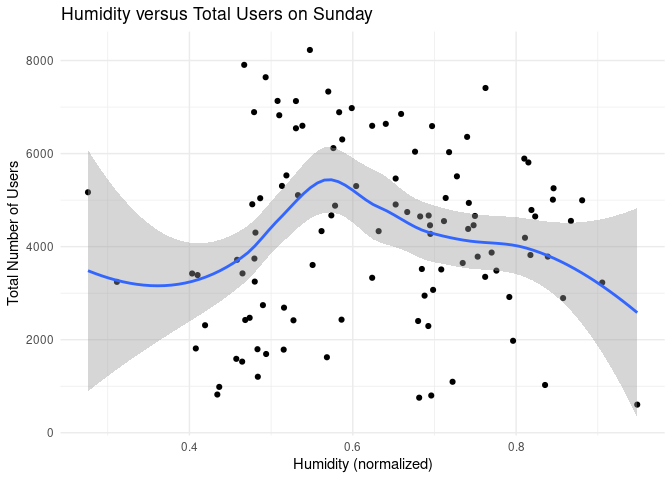 Humidity versus Total Users on Sunday
Total Number of Users
8000
6000
4000
2000
0
0.4
0.6
0.8
Humidity (normalized)